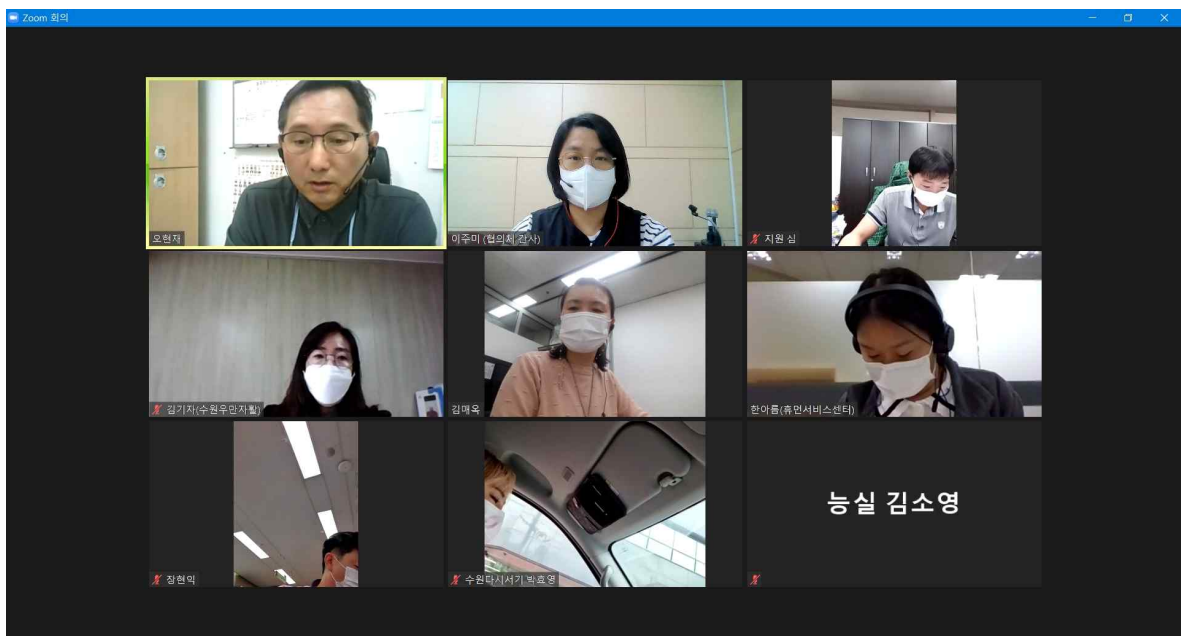 Zoom 회의
오현재
이주미 (협의체 간사)
지원 심
김기자(수원우만자활)
김매옥
한아름(휴먼서비스센터)
장현익
수원다시서기 박효영
능실 김소영